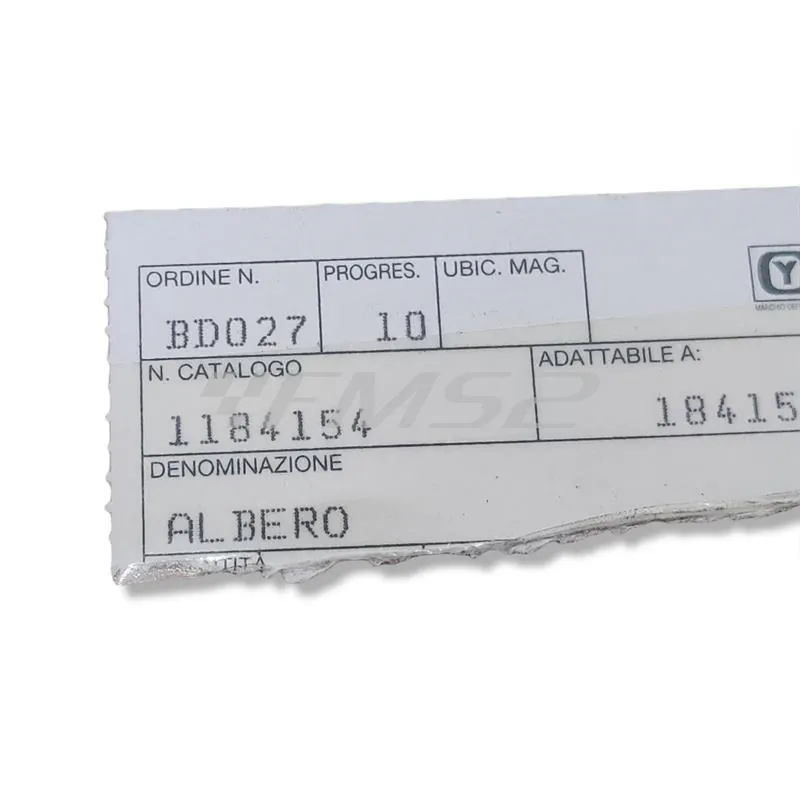 ORDINE N. PROGRES. UBIC. MAG.
BD027 10
N. CATALOGO ADATTABILE A:
1184154 18415
DENOMINAZIONE
ALBERO